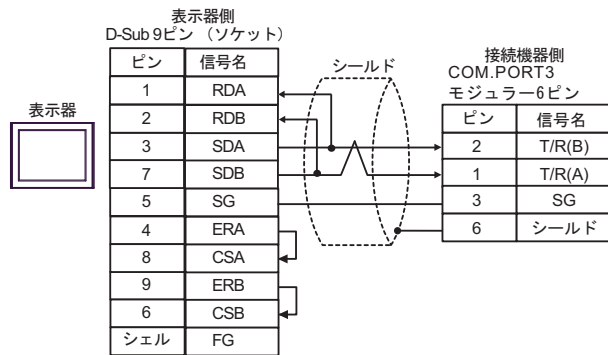 表示器側
D-Sub 9ピン （ソケット）
ピン 信号名
1 RDA
2 RDB
3 SDA
7 SDB
5 SG
4 ERA
8 CSA
9 ERB
6 CSB
シェル FG
表示器
シールド
接続機器側
COM.PORT3
モジュラー6ピン
ピン 信号名
2 T/R(B)
1 T/R(A)
3 SG
6 シールド